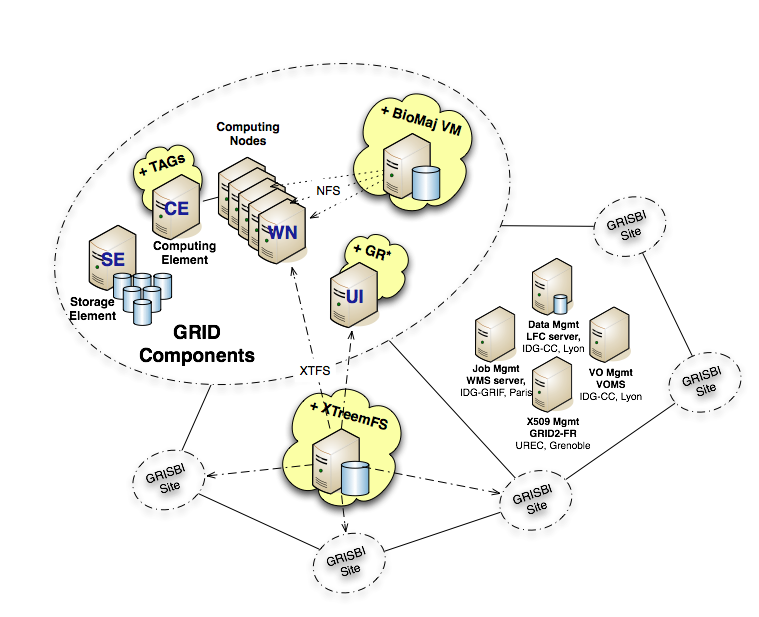 + BioMaj VM
Computing
Nodes
+ TAGs
NFS
CE
WN
Computing
Element
SE
+ GR*
UI
Storage
Element
GRID
Components
XTFS
+ XTreemFS
GRISBI
Site
Data Mgmt
LFC server,
IDG-CC, Lyon
Job Mgmt
WMS server,
IDG-GRIF, Paris
VO Mgmt
VOMS
IDG-CC, Lyon
X509 Mgmt
GRID2-FR
UREC, Grenoble
GRISBI
Site
GRISBI
Site
GRISBI
Site
GRISBI
Site